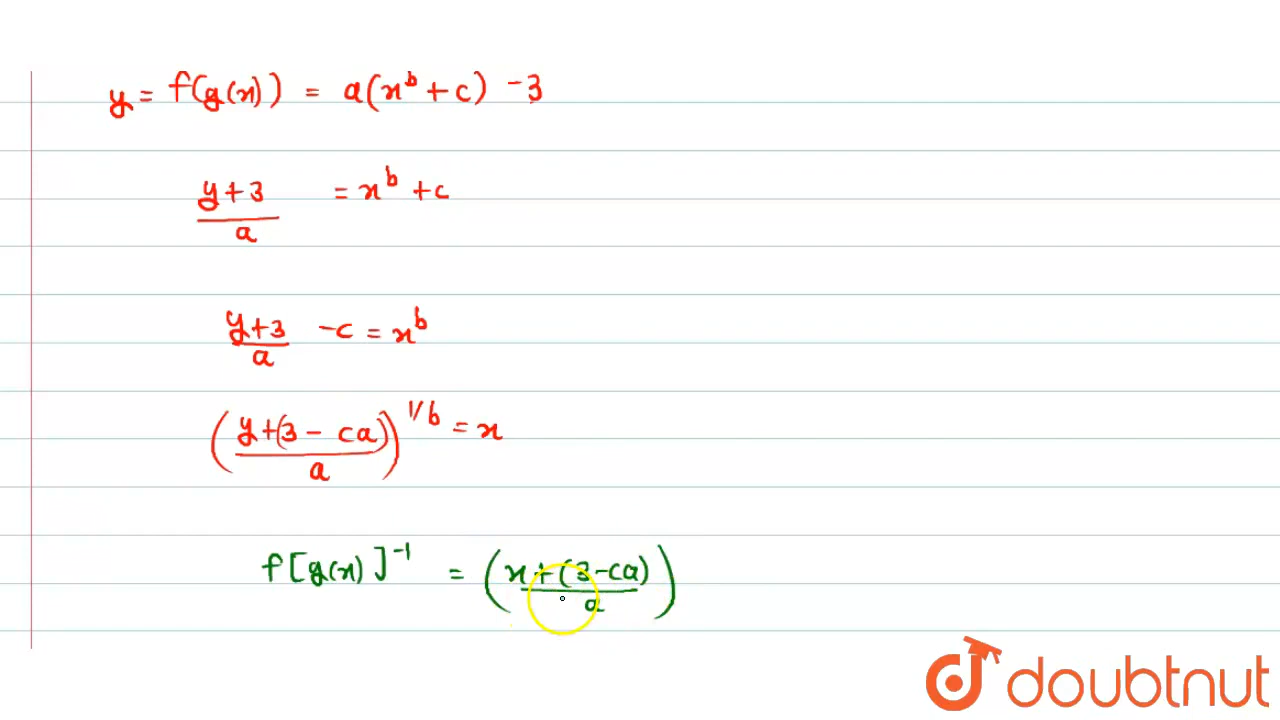 y = f(g(x)) = a(x^b + c) - 3
y + 3 / a = x^b + c
y + 3 / a - c = x^b
(y + (3 - ca) / a)^1/b = x
f[g(x)]^-1 = (x + (3 - ca) / a)
doubtnut